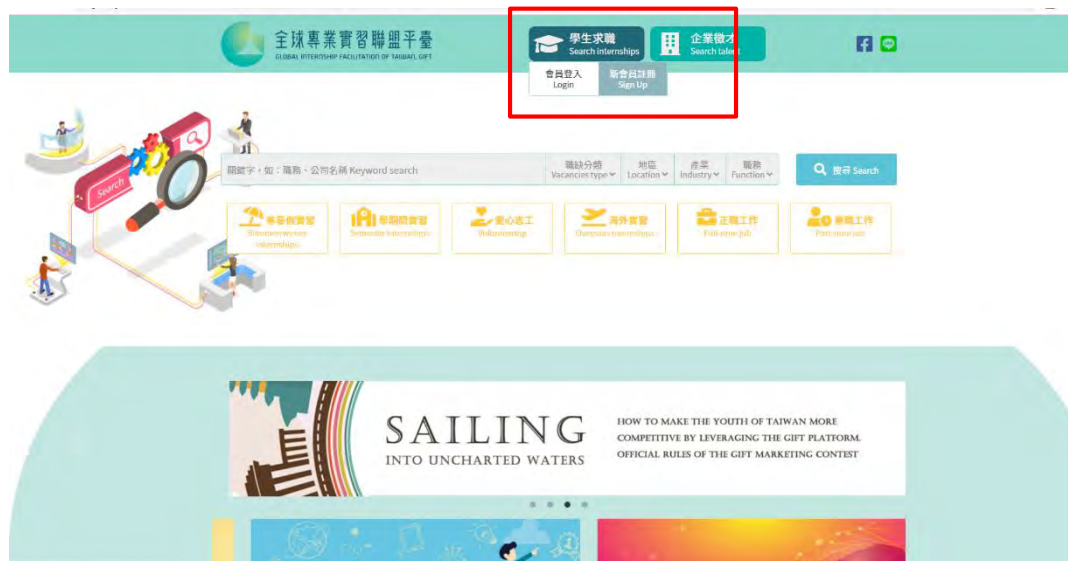 全球專業實習聯盟平臺
GLOBAL INTERNSHIP FACILITATION OF TAIWAN, GIFT
學生求職
Search internships
企業徵才
Search talent
會員登入
Login
新會員註冊
Sign Up
Search
關鍵字，如：職務、公司名稱 Keyword search
職缺分類
Vacancies type
地區
Location
產業
Industry
職務
Function
搜尋 Search
寒暑假實習
Summer/winter
internships
學期間實習
Semester internships
愛心志工
Volunteering
海外實習
Overseas internships
正職工作
Full-time job
兼職工作
Part-time job
SAILING
INTO UNCHARTED WATERS
HOW TO MAKE THE YOUTH OF TAIWAN MORE
COMPETITIVE BY LEVERAGING THE GIFT PLATFORM.
OFFICIAL RULES OF THE GIFT MARKETING CONTEST